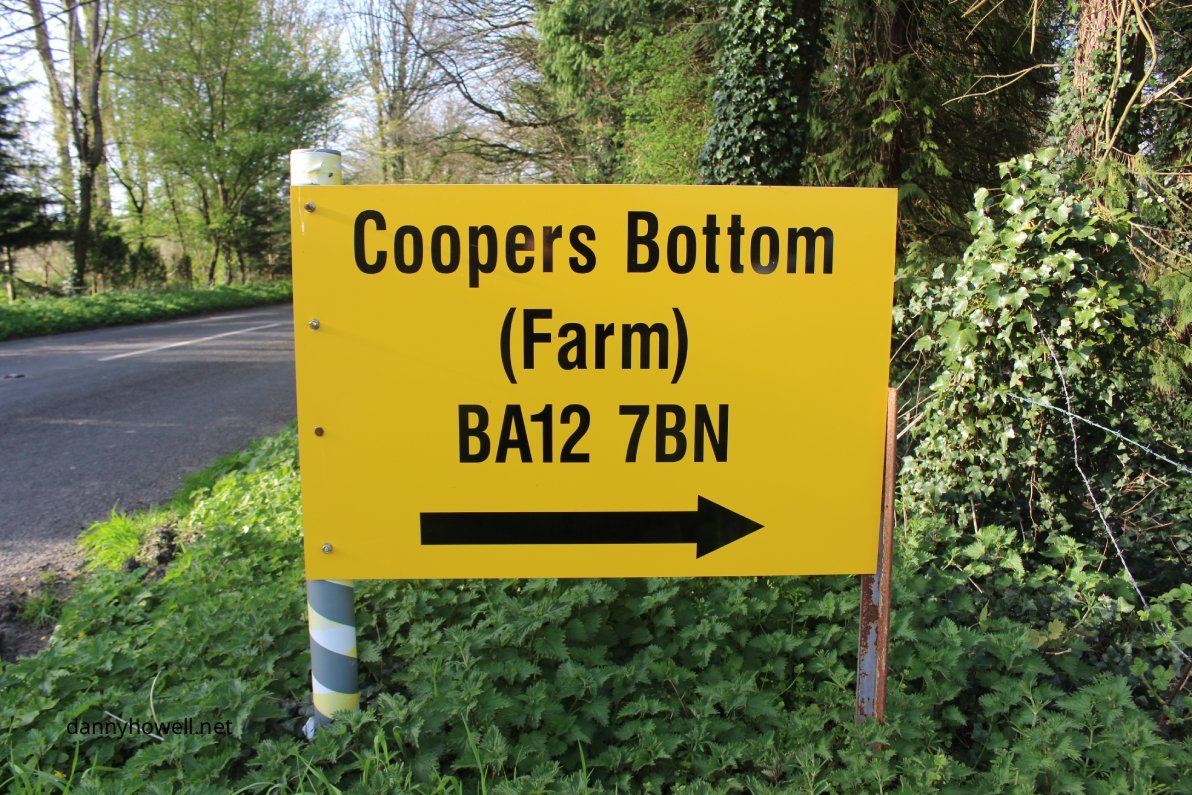 Coopers Bottom
(Farm)
BA12 7BN
dannyhowell.net